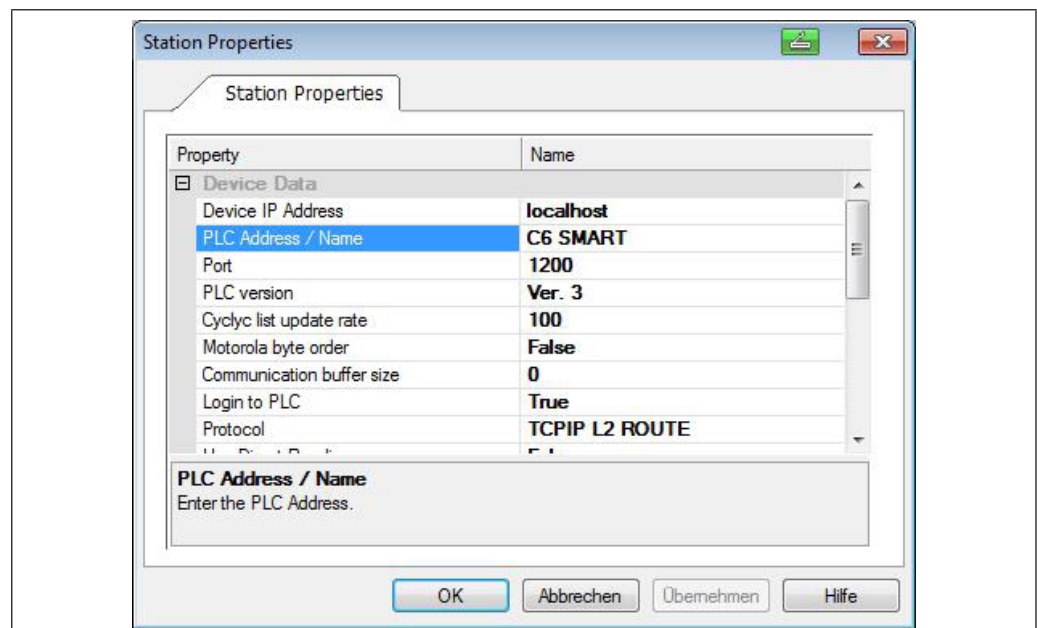 Station Properties
Station Properties
Property Name
Device Data
Device IP Address localhost
PLC Address / Name C6 SMART
Port 1200
PLC version Ver. 3
Cyclyc list update rate 100
Motorola byte order False
Communication buffer size 0
Login to PLC True
Protocol TCPIP L2 ROUTE
PLC Address / Name
Enter the PLC Address.
OK Abbrechen Übernehmen Hilfe